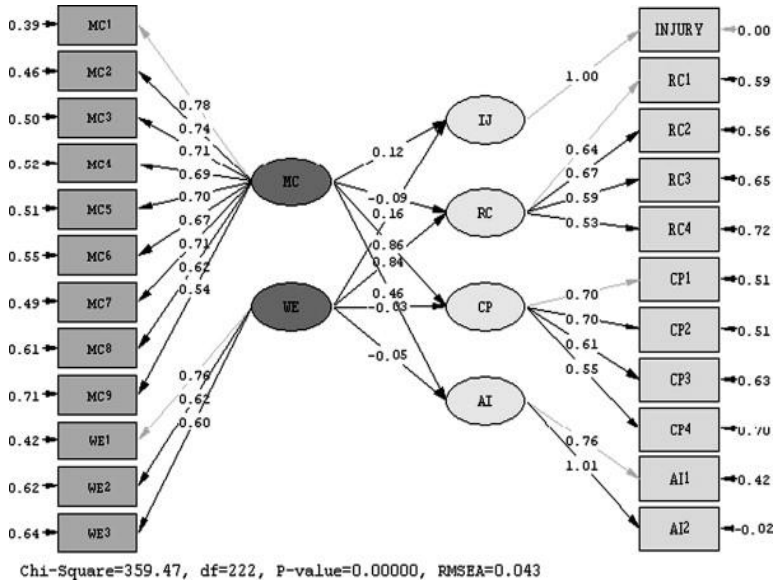 0.39 MC1
0.46 MC2
0.50 MC3
0.52 MC4
0.51 MC5
0.55 MC6
0.49 MC7
0.61 MC8
0.71 MC9
0.42 WE1
0.62 WE2
0.64 WE3
0.78
0.74
0.71
0.69
0.70
0.67
0.71
0.62
0.54
0.76
0.62
0.60
MC
WE
0.12
-0.09
0.16
0.86
0.84
0.46
-0.03
-0.05
IJ
RC
CP
AI
1.00
0.64
0.67
0.59
0.53
0.70
0.70
0.61
0.55
0.76
1.01
INJURY 0.00
RC1 0.59
RC2 0.56
RC3 0.65
RC4 0.72
CP1 0.51
CP2 0.51
CP3 0.63
CP4 0.70
AI1 0.42
AI2 -0.02
Chi-Square=359.47, df=222, P-value=0.00000, RMSEA=0.043